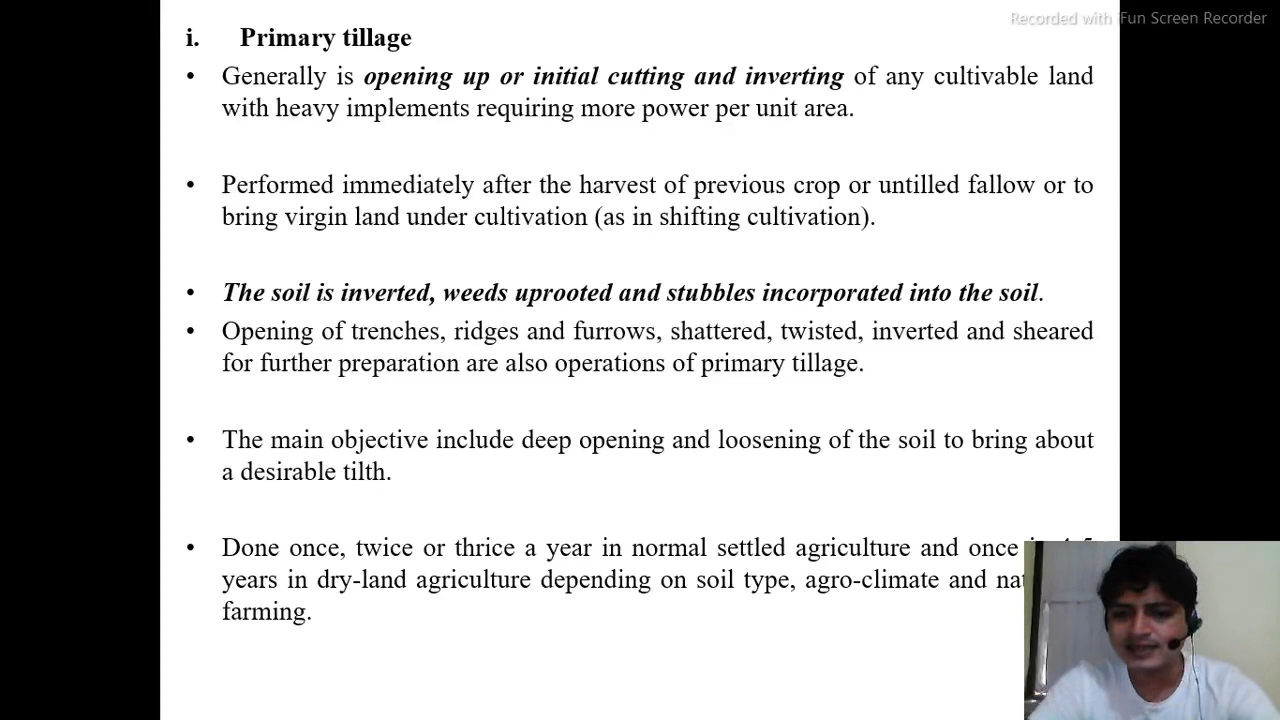 Recorded with iFun Screen Recorder
i. Primary tillage
• Generally is opening up or initial cutting and inverting of any cultivable land
with heavy implements requiring more power per unit area.
• Performed immediately after the harvest of previous crop or untilled fallow or to
bring virgin land under cultivation (as in shifting cultivation).
• The soil is inverted, weeds uprooted and stubbles incorporated into the soil.
• Opening of trenches, ridges and furrows, shattered, twisted, inverted and sheared
for further preparation are also operations of primary tillage.
• The main objective include deep opening and loosening of the soil to bring about
a desirable tilth.
• Done once, twice or thrice a year in normal settled agriculture and once
years in dry-land agriculture depending on soil type, agro-climate and
farming.